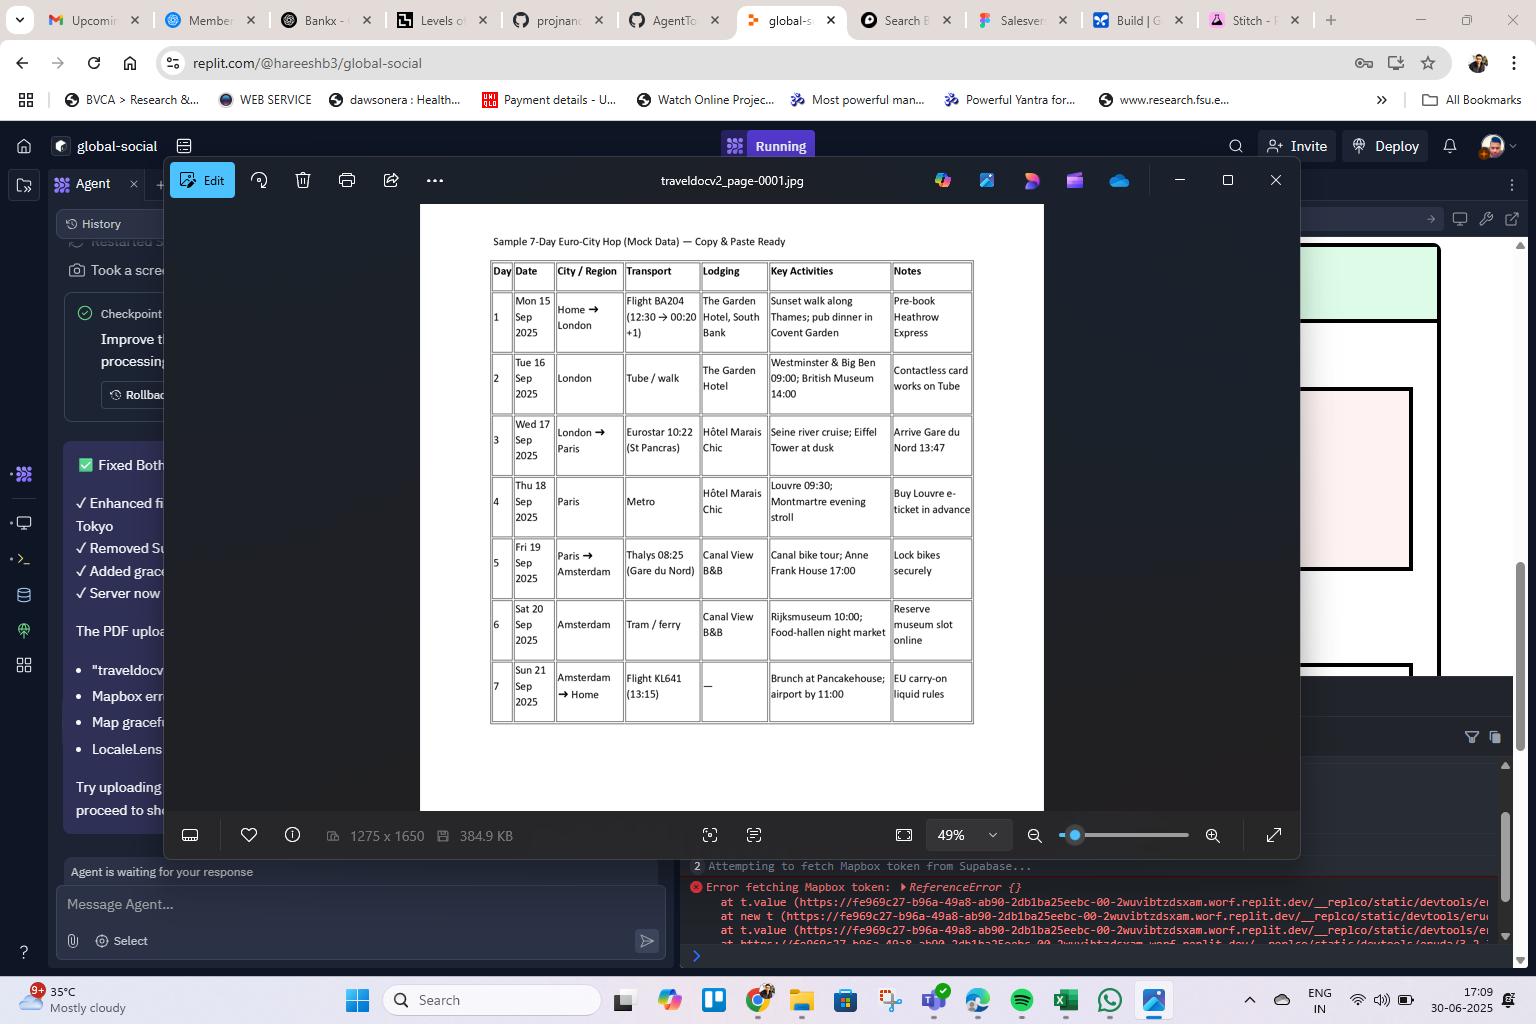 Upcomin
Member
Bankx -
Levels o
projnan
AgentTo
global-s
Search B
Salesver
Build | G
Stitch -
replit.com/@hareeshb3/global-social
BVCA > Research &...
WEB SERVICE
dawsonera : Health...
UNI QLO
Payment details - U...
Watch Online Projec...
Most powerful man...
Powerful Yantra for...
www.research.fsu.e...
All Bookmarks
global-social
Running
Invite
Deploy
Agent
Edit
traveldocv2_page-0001.jpg
History
Restarted S
Took a scre
Checkpoint
Improve th
processing
Rollbac
Fixed Both
✓ Enhanced fi
Tokyo
✓ Removed Su
✓ Added grace
✓ Server now
The PDF uploa
• "traveldocv
• Mapbox err
• Map gracefu
• LocaleLens
Try uploading
proceed to sh
Agent is waiting for your response
Message Agent...
Select
Sample 7-Day Euro-City Hop (Mock Data) — Copy & Paste Ready
Day Date City / Region Transport Lodging Key Activities Notes
1
Mon 15
Sep
2025
Home →
London
Flight BA204
(12:30 → 00:20
+1)
The Garden
Hotel, South
Bank
Sunset walk along
Thames; pub dinner in
Covent Garden
Pre-book
Heathrow
Express
2
Tue 16
Sep
2025
London
Tube / walk
The Garden
Hotel
Westminster & Big Ben
09:00; British Museum
14:00
Contactless card
works on Tube
3
Wed 17
Sep
2025
London →
Paris
Eurostar 10:22
(St Pancras)
Hôtel Marais
Chic
Seine river cruise; Eiffel
Tower at dusk
Arrive Gare du
Nord 13:47
4
Thu 18
Sep
2025
Paris
Metro
Hôtel Marais
Chic
Louvre 09:30;
Montmartre evening
stroll
Buy Louvre e-
ticket in advance
5
Fri 19
Sep
2025
Paris →
Amsterdam
Thalys 08:25
(Gare du Nord)
Canal View
B&B
Canal bike tour; Anne
Frank House 17:00
Lock bikes
securely
6
Sat 20
Sep
2025
Amsterdam
Tram / ferry
Canal View
B&B
Rijksmuseum 10:00;
Food-hallen night market
Reserve
museum slot
online
7
Sun 21
Sep
2025
Amsterdam
→ Home
Flight KL641
(13:15)
—
Brunch at Pancakehouse;
airport by 11:00
EU carry-on
liquid rules
1275 x 1650
384.9 KB
49%
2 Attempting to fetch Mapbox token from Supabase...
Error fetching Mapbox token: ▶ReferenceError {}
at t.value (https://fe969c27-b96a-49a8-ab90-2db1ba25eebc-00-2wuvibtzdsxam.worf.replit.dev/__replco/static/devtools/er
at new t (https://fe969c27-b96a-49a8-ab90-2db1ba25eebc-00-2wuvibtzdsxam.worf.replit.dev/__replco/static/devtools/eruc
at t.value (https://fe969c27-b96a-49a8-ab90-2db1ba25eebc-00-2wuvibtzdsxam.worf.replit.dev/__replco/static/devtools/er
9+
35°C
Mostly cloudy
Search
ENG
IN
17:09
30-06-2025